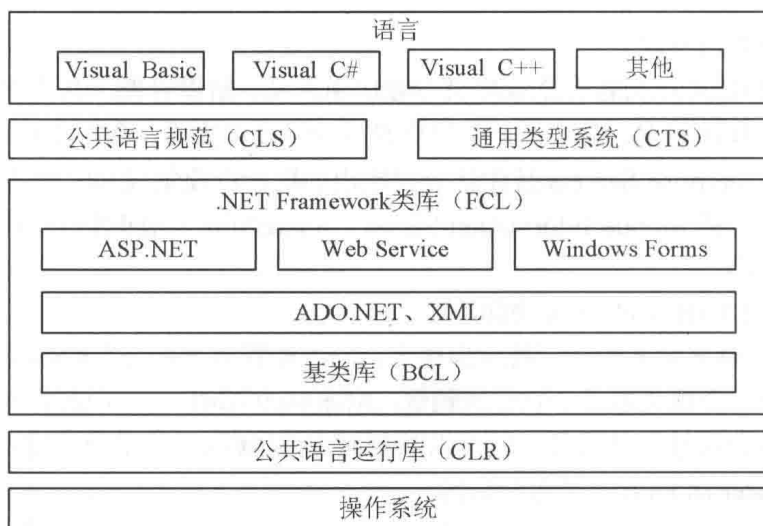 语言
Visual Basic Visual C# Visual C++ 其他
公共语言规范（CLS） 通用类型系统（CTS）
.NET Framework类库（FCL）
ASP.NET Web Service Windows Forms
ADO.NET、XML
基类库（BCL）
公共语言运行库（CLR）
操作系统